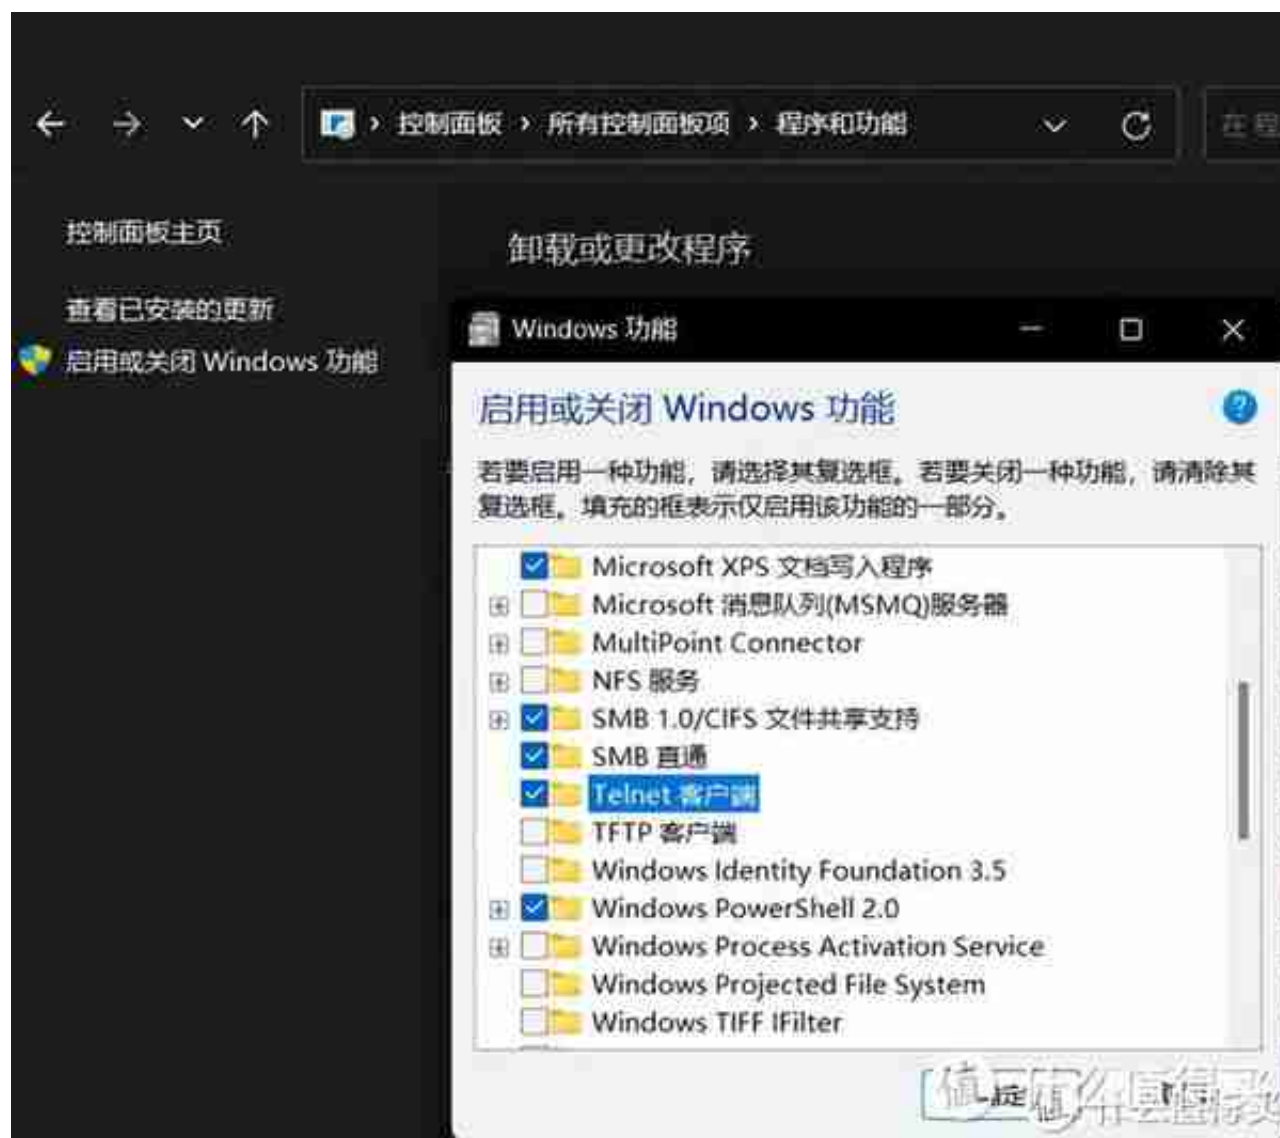 控制面板 › 所有控制面板项 › 程序和功能
在 程
控制面板主页
卸载或更改程序
查看已安装的更新
启用或关闭 Windows 功能
Windows 功能
启用或关闭 Windows 功能
若要启用一种功能，请选择其复选框。若要关闭一种功能，请清除其
复选框。填充的框表示仅启用该功能的一部分。
Microsoft XPS 文档写入程序
Microsoft 消息队列(MSMQ)服务器
MultiPoint Connector
NFS 服务
SMB 1.0/CIFS 文件共享支持
SMB 直通
Telnet 客户端
TFTP 客户端
Windows Identity Foundation 3.5
Windows PowerShell 2.0
Windows Process Activation Service
Windows Projected File System
Windows TIFF IFilter